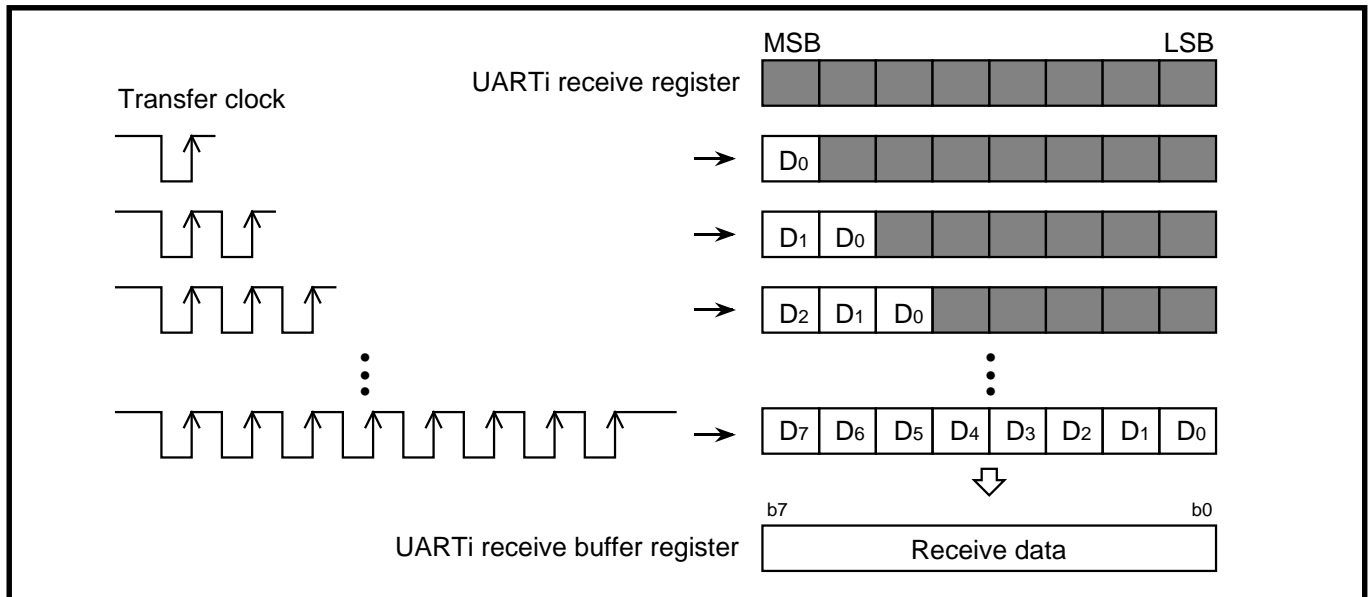 MSB LSB
UARTi receive register
Transfer clock
D0
D1 D0
D2 D1 D0
D7 D6 D5 D4 D3 D2 D1 D0
b7 b0
UARTi receive buffer register Receive data